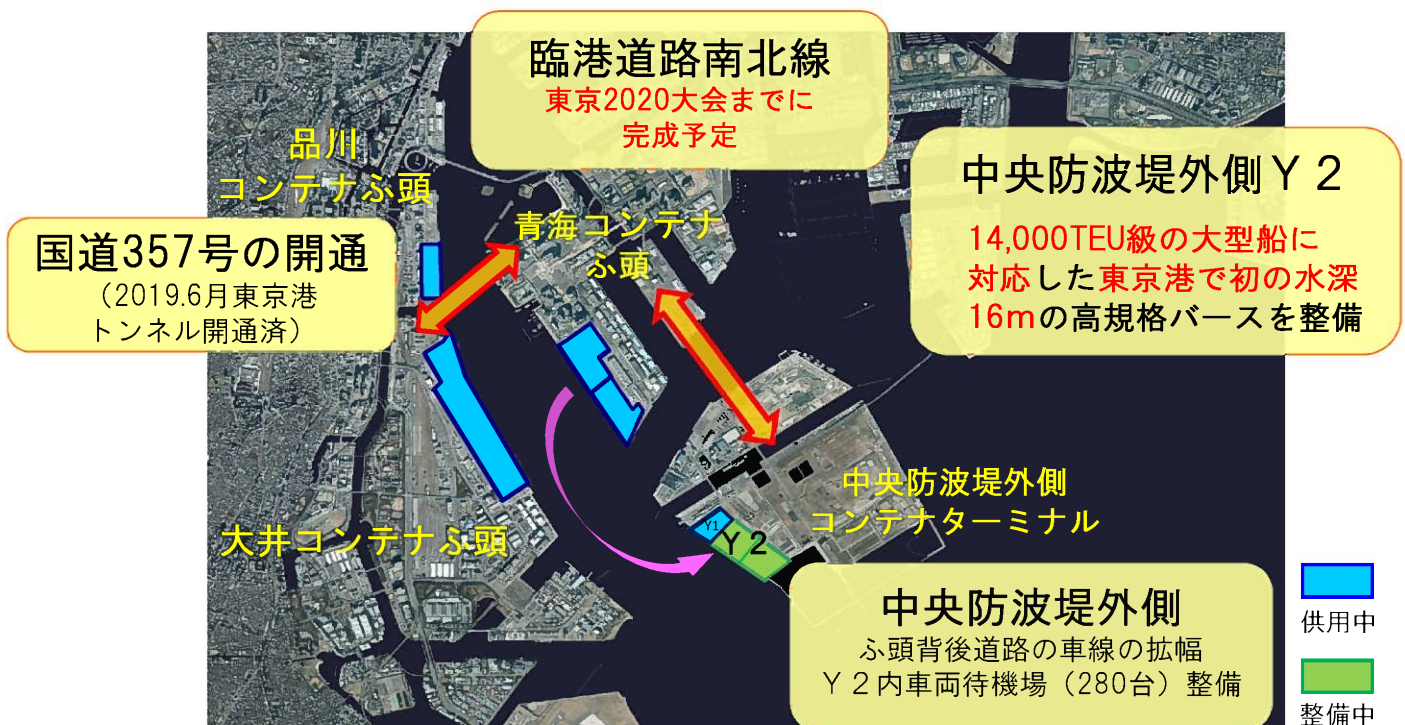 臨港道路南北線
東京2020大会までに
完成予定
品川
コンテナふ頭
中央防波堤外側Ｙ２
14,000TEU級の大型船に
対応した東京港で初の水深
16mの高規格バースを整備
国道357号の開通
（2019.6月東京港
トンネル開通済）
青海コンテナ
ふ頭
中央防波堤外側
コンテナターミナル
Y1
Ｙ２
大井コンテナふ頭
中央防波堤外側
ふ頭背後道路の車線の拡幅
Ｙ２内車両待機場（280台）整備
供用中
整備中